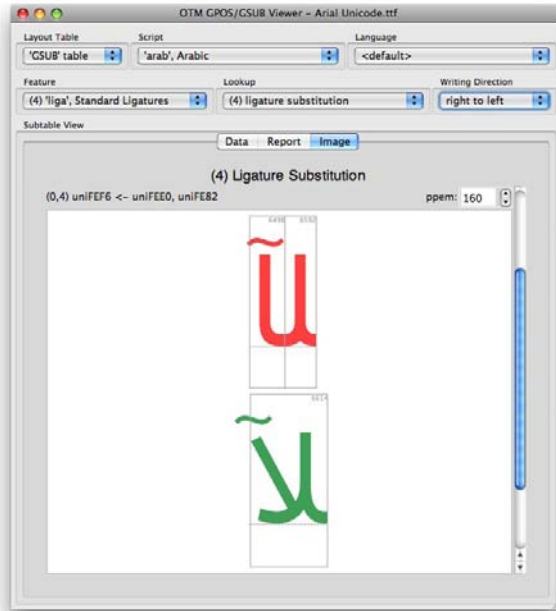 OTM GPOS/GSUB Viewer – Arial Unicode.ttf
Layout Table Script Language
'GSUB' table 'arab', Arabic <default>
Feature Lookup Writing Direction
(4) 'liga', Standard Ligatures (4) ligature substitution right to left
Subtable View
Data Report Image
(4) Ligature Substitution
(0,4) uniFEF6 <- uniFEE0, uniFE82 ppem: 160